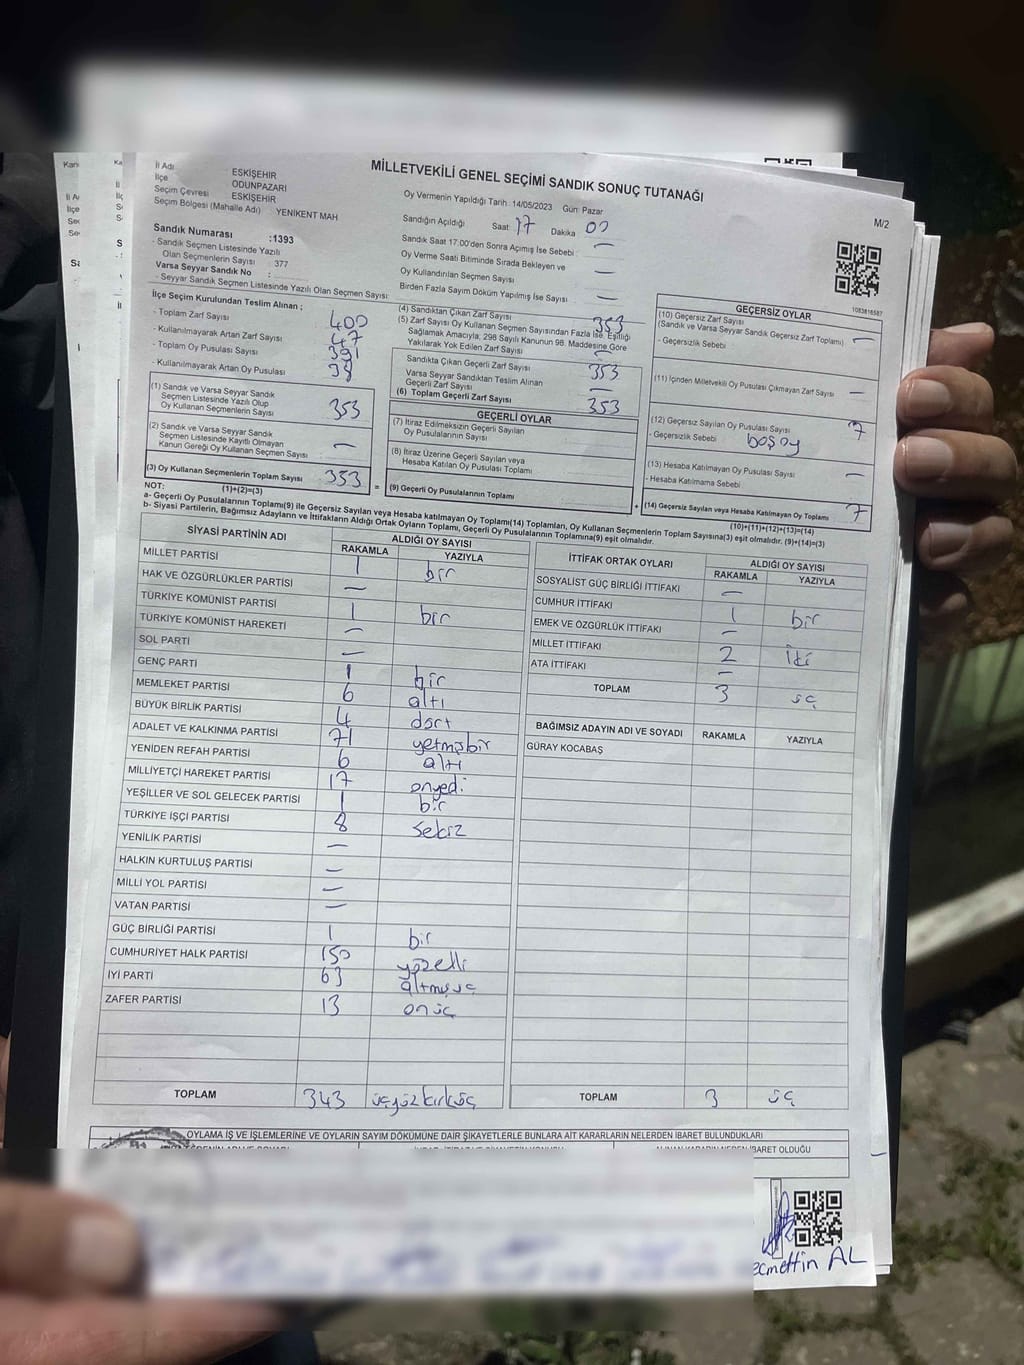 MİLLETVEKİLİ GENEL SEÇİMİ SANDIK SONUÇ TUTANAĞI
M/2
İl Adı : ESKİŞEHİR
İlçe ODUNPAZARI
Seçim Çevresi ESKİŞEHİR
Seçim Bölgesi (Mahalle Adı) YENİKENT MAH
Sandık Numarası :1393
- Sandık Seçmen Listesinde Yazılı
Olan Seçmenlerin Sayısı : 377
Varsa Seyyar Sandık No :
- Seyyar Sandık Seçmen Listesinde Yazılı Olan Seçmen Sayısı:
Oy Vermenin Yapıldığı Tarih :14/05/2023 Gün: Pazar
Sandığın Açıldığı Saat 17 Dakika 00
Sandık Saat 17:00'den Sonra Açımış İse Sebebi : —
Oy Verme Saati Bitiminde Sırada Bekleyen ve
Oy Kullandırılan Seçmen Sayısı —
Birden Fazla Sayım Döküm Yapılmış İse Sayısı —
1083816587
İlçe Seçim Kurulundan Teslim Alınan ;
- Toplam Zarf Sayısı 400
- Kullanılmayarak Artan Zarf Sayısı 47
- Toplam Oy Pusulası Sayısı 391
- Kullanılmayarak Artan Oy Pusulası 38
(1) Sandık ve Varsa Seyyar Sandık
Seçmen Listesinde Yazılı Olup
Oy Kullanan Seçmenlerin Sayısı 353
(2) Sandık ve Varsa Seyyar Sandık
Seçmen Listesinde Kayıtlı Olmayan
Kanun Gereği Oy Kullanan Seçmen Sayısı —
(3) Oy Kullanan Seçmenlerin Toplam Sayısı 353
(1)+(2)=(3)
(4) Sandıktan Çıkan Zarf Sayısı 353
(5) Zarf Sayısı Oy Kullanan Seçmen Sayısından Fazla İse, Eşitliği
Sağlamak Amacıyla, 298 Sayılı Kanunun 98. Maddesine Göre
Yakılarak Yok Edilen Zarf Sayısı —
Sandıkta Çıkan Geçerli Zarf Sayısı 353
Varsa Seyyar Sandıktan Teslim Alınan
Geçerli Zarf Sayısı —
(6) Toplam Geçerli Zarf Sayısı 353
GEÇERLİ OYLAR
(7) İtiraz Edilmeksizin Geçerli Sayılan
Oy Pusulalarının Sayısı
(8) İtiraz Üzerine Geçerli Sayılan veya
Hesaba Katılan Oy Pusulası Toplamı
= (9) Geçerli Oy Pusulalarının Toplamı
GEÇERSİZ OYLAR
(10) Geçersiz Zarf Sayısı
(Sandık ve Varsa Seyyar Sandık Geçersiz Zarf Toplamı) —
- Geçersizlik Sebebi
(11) İçinden Milletvekili Oy Pusulası Çıkmayan Zarf Sayısı —
(12) Geçersiz Sayılan Oy Pusulası Sayısı 7
- Geçersizlik Sebebi boş oy
(13) Hesaba Katılmayan Oy Pusulası Sayısı —
- Hesaba Katılmama Sebebi
+ (14) Geçersiz Sayılan veya Hesaba Katılmayan Oy Toplamı 7
(10)+(11)+(12)+(13)=(14)
NOT:
a- Geçerli Oy Pusulalarının Toplamı(9) ile Geçersiz Sayılan veya Hesaba katılmayan Oy Toplamı(14) Toplamları, Oy Kullanan Seçmenlerin Toplam Sayısına(3) eşit olmalıdır. (9)+(14)=(3)
b- Siyasi Partilerin, Bağımsız Adayların ve İttifakların Aldığı Ortak Oyların Toplamı, Geçerli Oy Pusulalarının Toplamına(9) eşit olmalıdır.
SİYASİ PARTİNİN ADI ALDIĞI OY SAYISI
RAKAMLA YAZIYLA
MİLLET PARTİSİ 1 bir
HAK VE ÖZGÜRLÜKLER PARTİSİ —
TÜRKİYE KOMÜNİST PARTİSİ 1 bir
TÜRKİYE KOMÜNİST HAREKETİ —
SOL PARTİ —
GENÇ PARTİ 1 bir
MEMLEKET PARTİSİ 6 altı
BÜYÜK BİRLİK PARTİSİ 4 dört
ADALET VE KALKINMA PARTİSİ 71 yetmişbir
YENİDEN REFAH PARTİSİ 6 altı
MİLLİYETÇİ HAREKET PARTİSİ 17 onyedi
YEŞİLLER VE SOL GELECEK PARTİSİ 1 bir
TÜRKİYE İŞÇİ PARTİSİ 8 sekiz
YENİLİK PARTİSİ —
HALKIN KURTULUŞ PARTİSİ —
MİLLİ YOL PARTİSİ —
VATAN PARTİSİ —
GÜÇ BİRLİĞİ PARTİSİ 1 bir
CUMHURİYET HALK PARTİSİ 150 yüzelli
İYİ PARTİ 63 altmışüç
ZAFER PARTİSİ 13 onüç
TOPLAM 343 üçyüzkırküç
İTTİFAK ORTAK OYLARI ALDIĞI OY SAYISI
RAKAMLA YAZIYLA
SOSYALİST GÜÇ BİRLİĞİ İTTİFAKI —
CUMHUR İTTİFAKI 1 bir
EMEK VE ÖZGÜRLÜK İTTİFAKI —
MİLLET İTTİFAKI 2 iki
ATA İTTİFAKI —
TOPLAM 3 üç
BAĞIMSIZ ADAYIN ADI VE SOYADI RAKAMLA YAZIYLA
GÜRAY KOCABAŞ
TOPLAM 3 üç
OYLAMA İŞ VE İŞLEMLERİNE VE OYLARIN SAYIM DÖKÜMÜNE DAİR ŞİKAYETLERLE BUNLARA AİT KARARLARIN NELERDEN İBARET BULUNDUKLARI
İBARET OLDUĞU
ecmettin AL